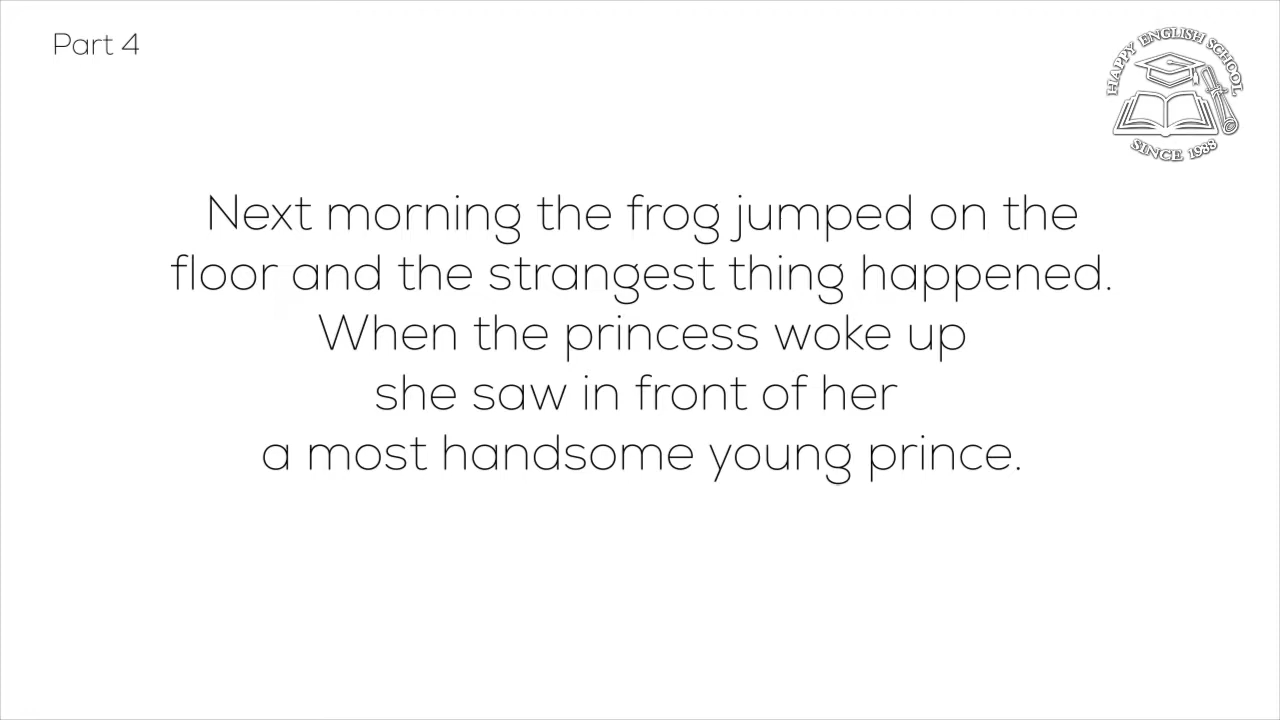 Part 4
HAPPY ENGLISH SCHOOL
SINCE 1988
Next morning the frog jumped on the
floor and the strangest thing happened.
When the princess woke up
she saw in front of her
a most handsome young prince.